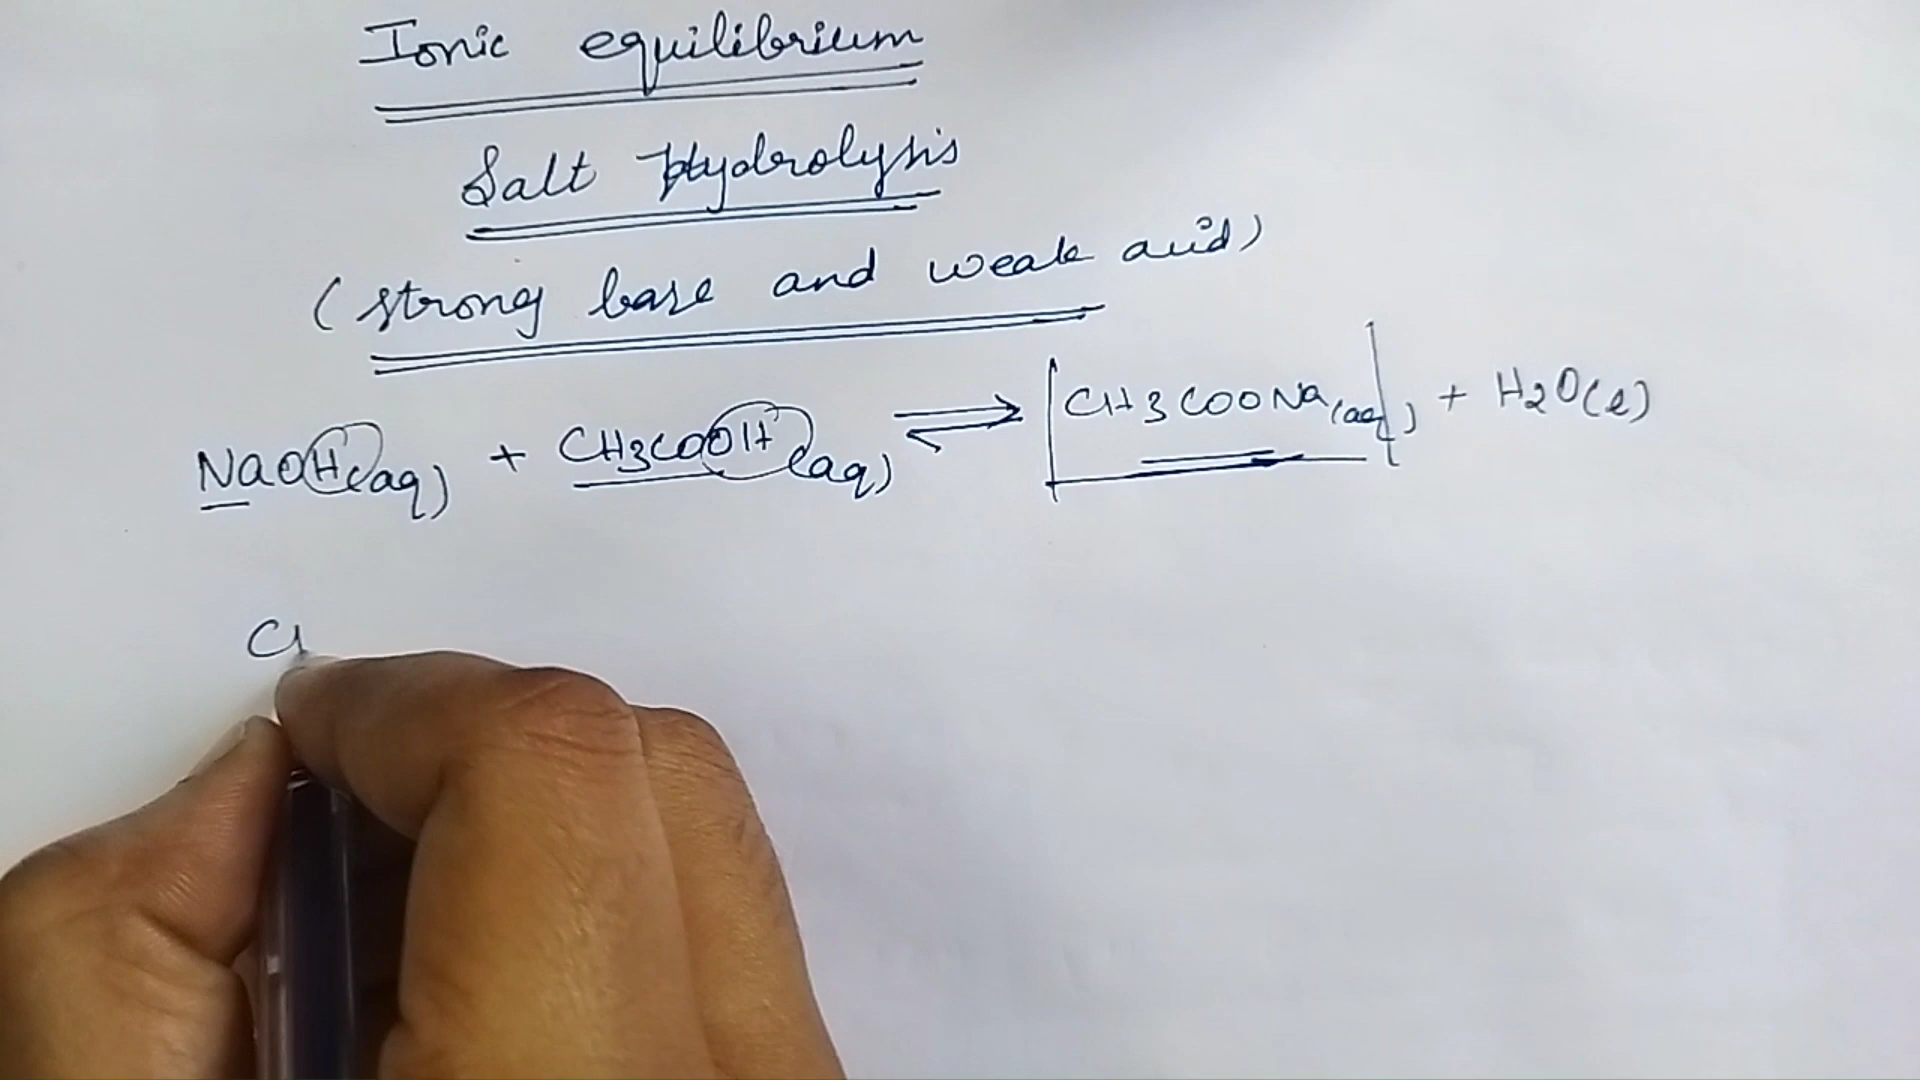 Ionic equilibrium
Salt Hydrolysis
(strong base and weak acid)
NaOH(aq) + CH3COOH(aq) ⇌ CH3COONa(aq) + H2O(l)
C